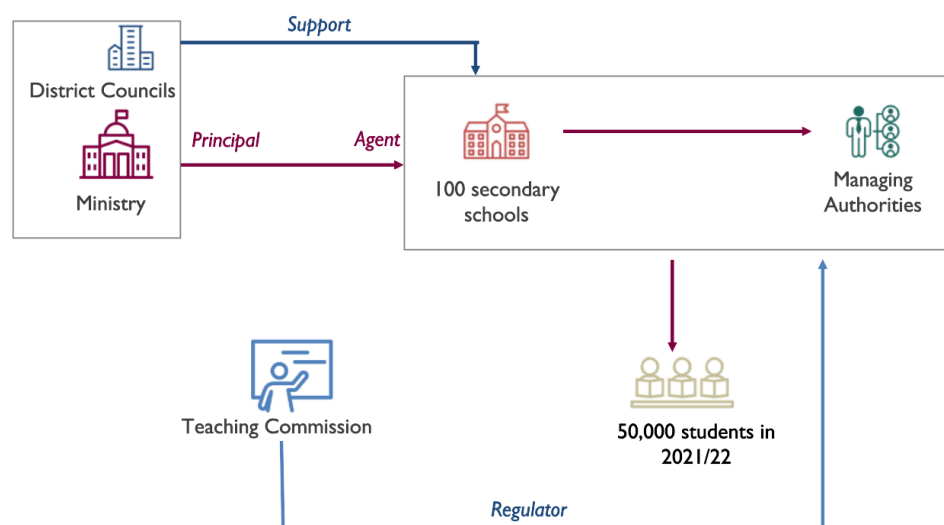 Support
District Councils
Principal
Agent
Ministry
100 secondary
schools
Managing
Authorities
Teaching Commission
50,000 students in
2021/22
Regulator